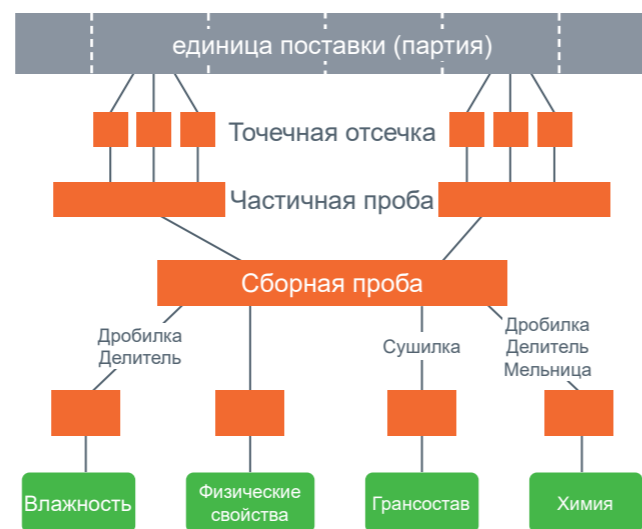 единица поставки (партия)
Точечная отсечка
Частичная проба
Сборная проба
Дробилка
Делитель
Сушилка
Дробилка
Делитель
Мельница
Влажность
Физические
свойства
Грансостав
Химия